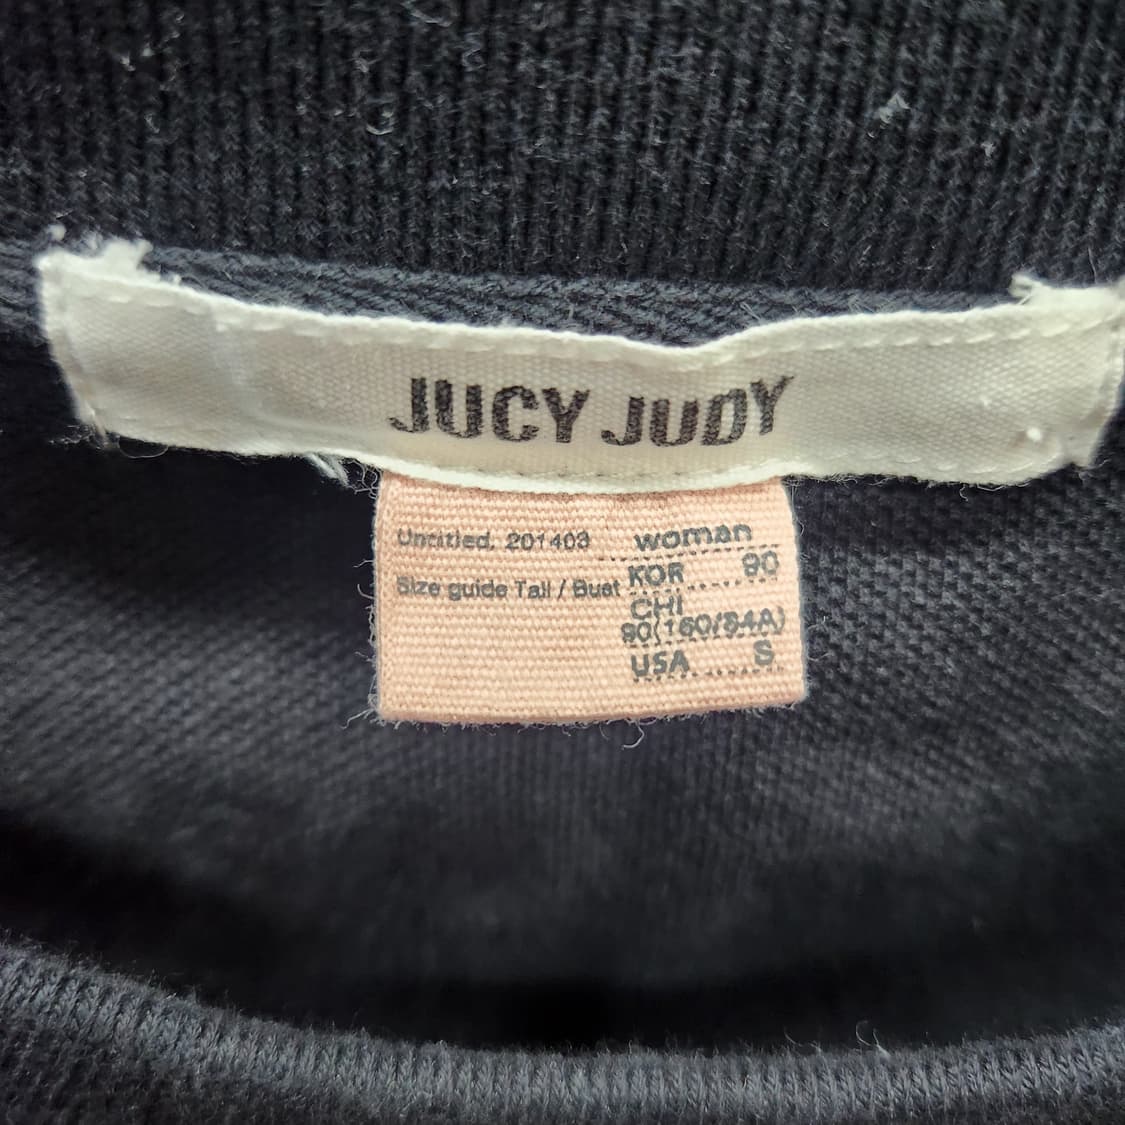 JUCY JUDY
Untitled, 201403
Size guide Tall / Bust
woman
KOR ..... 90
CHI
90(160/84A)
USA ....... S